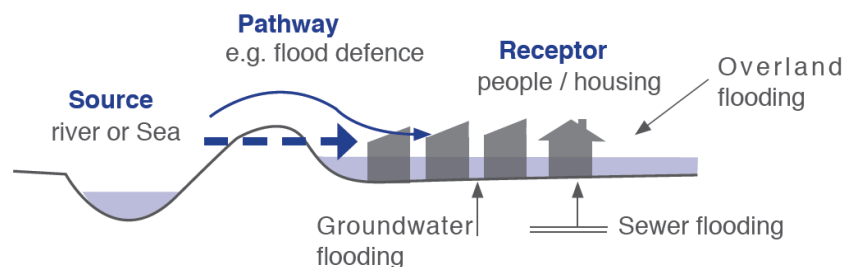 Pathway
e.g. flood defence
Receptor
people / housing
Source
river or Sea
Overland
flooding
Groundwater
flooding
Sewer flooding